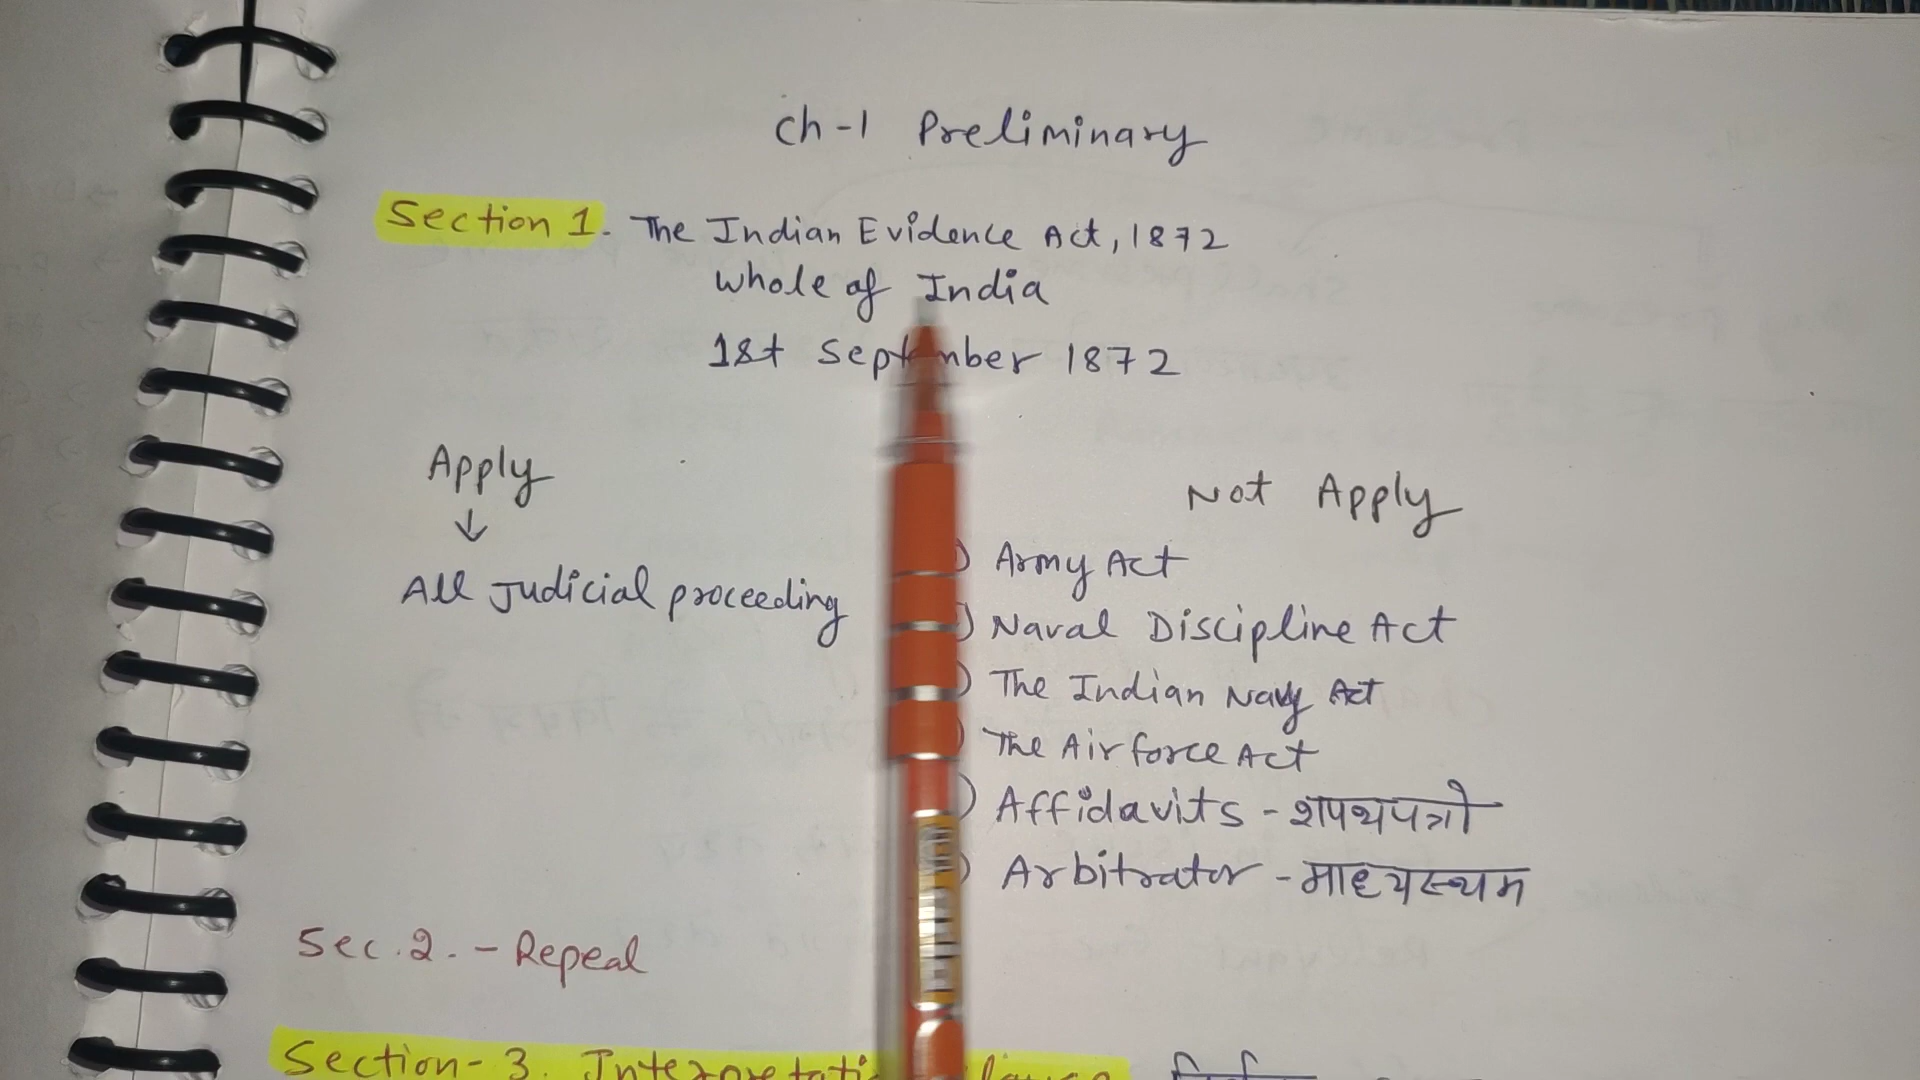 Ch-1 Preliminary
Section 1. The Indian Evidence Act, 1872
Whole of India
1st September 1872
Apply
↓
All Judicial proceeding
Not Apply
Army Act
Naval Discipline Act
The Indian Navy Act
The Air force Act
Affidavits - शपथपत्रो
Arbitrator - माध्यस्थम
Sec. 2. - Repeal
Section - 3. Interpretation